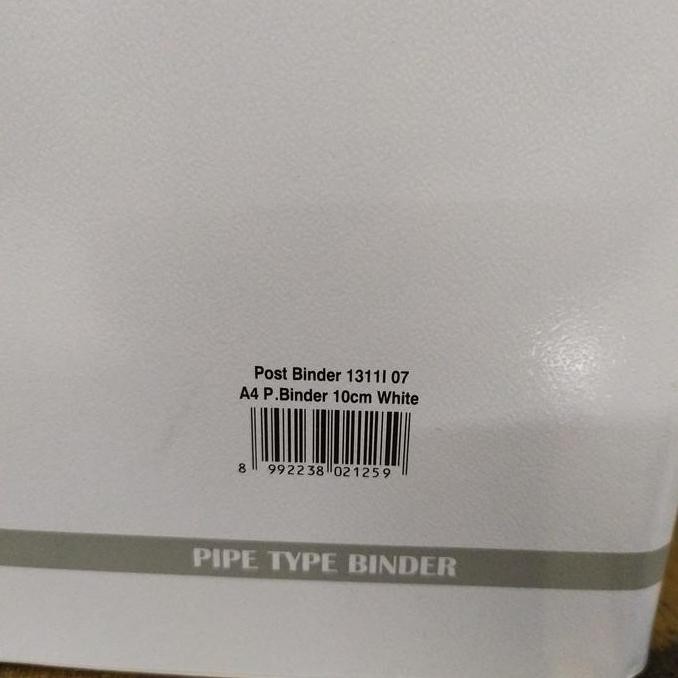 Post Binder 1311I 07
A4 P.Binder 10cm White
8 992238 021259
PIPE TYPE BINDER